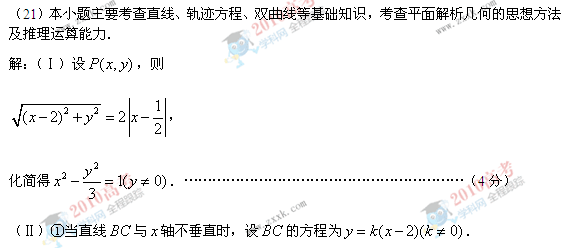 （21）本小题主要考查直线、轨迹方程、双曲线等基础知识，考查平面解析几何的思想方法
及推理运算能力.
解:（Ⅰ）设 P(x, y)，则
√((x−2)²+y²) = 2|x−1/2|，
化简得 x²−y²/3=1(y≠0)．……………………………………………………（4分）
（Ⅱ）①当直线 BC 与 x 轴不垂直时，设 BC 的方程为 y=k(x−2)(k≠0)．